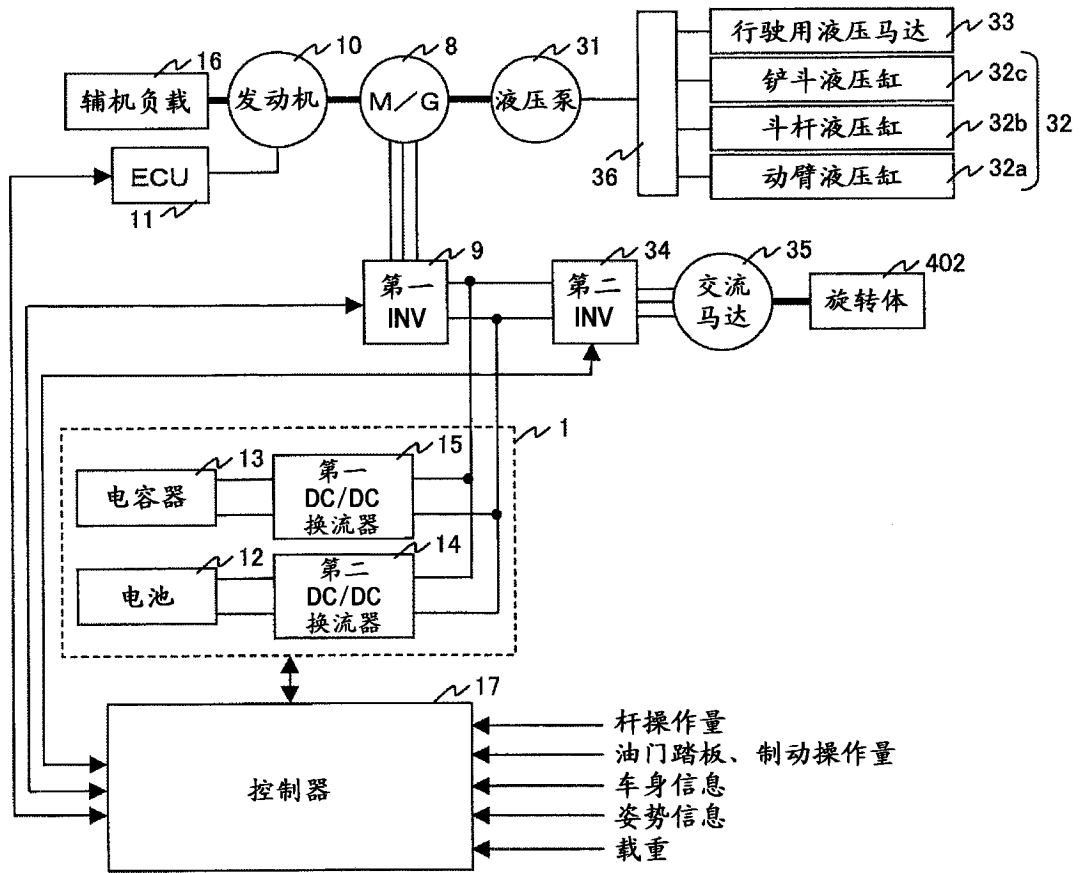 10
8
31
行驶用液压马达
33
16
辅机负载
发动机
M/G
液压泵
铲斗液压缸
32c
斗杆液压缸
32b
32
动臂液压缸
32a
36
ECU
11
9
34
35
402
第一
INV
第二
INV
交流
马达
旋转体
1
13
电容器
15
第一
DC/DC
换流器
12
电池
14
第二
DC/DC
换流器
17
控制器
杆操作量
油门踏板、制动操作量
车身信息
姿势信息
载重